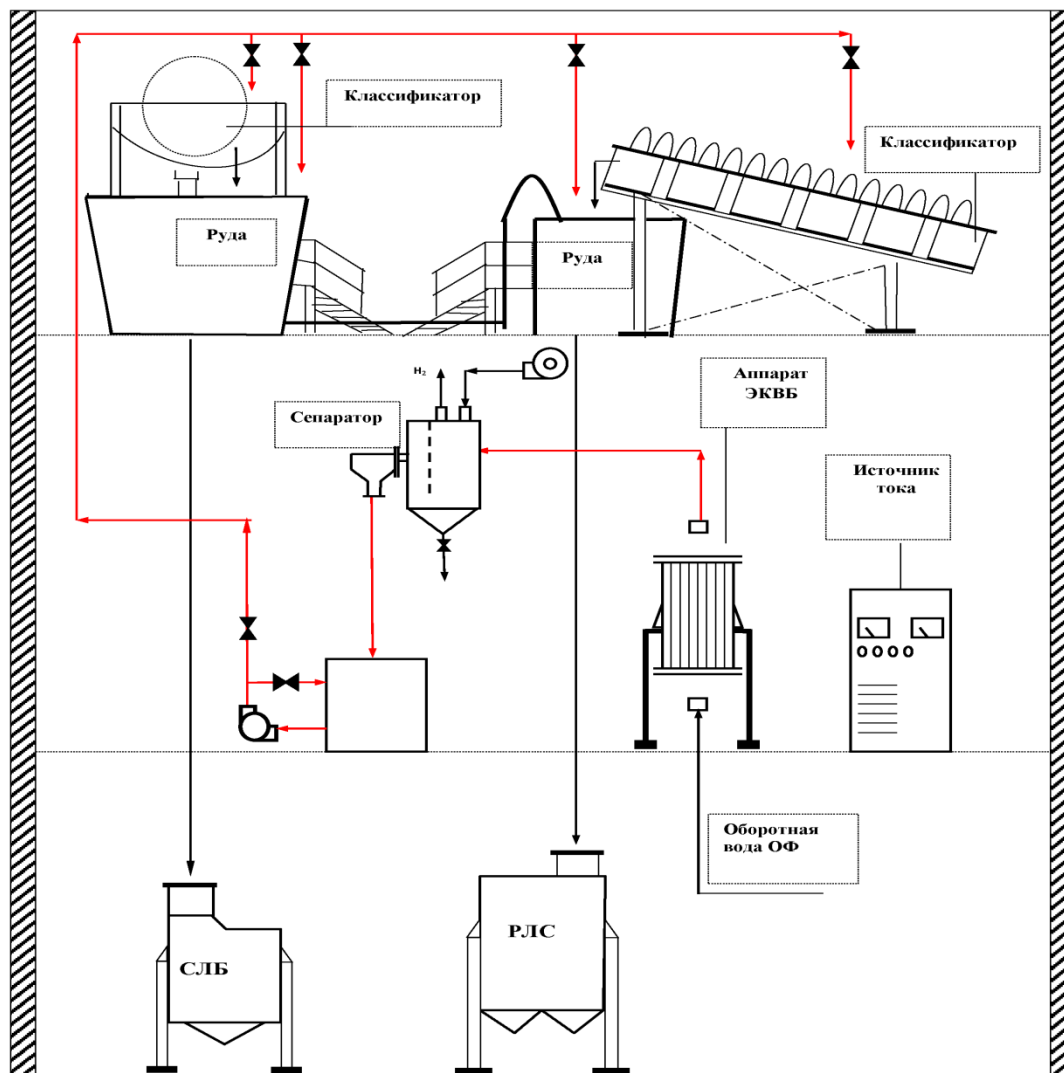 Классификатор
Классификатор
Руда
Руда
H₂
Аппарат
ЭКВБ
Сепаратор
Источник
тока
Оборотная
вода ОФ
СЛБ
РЛС